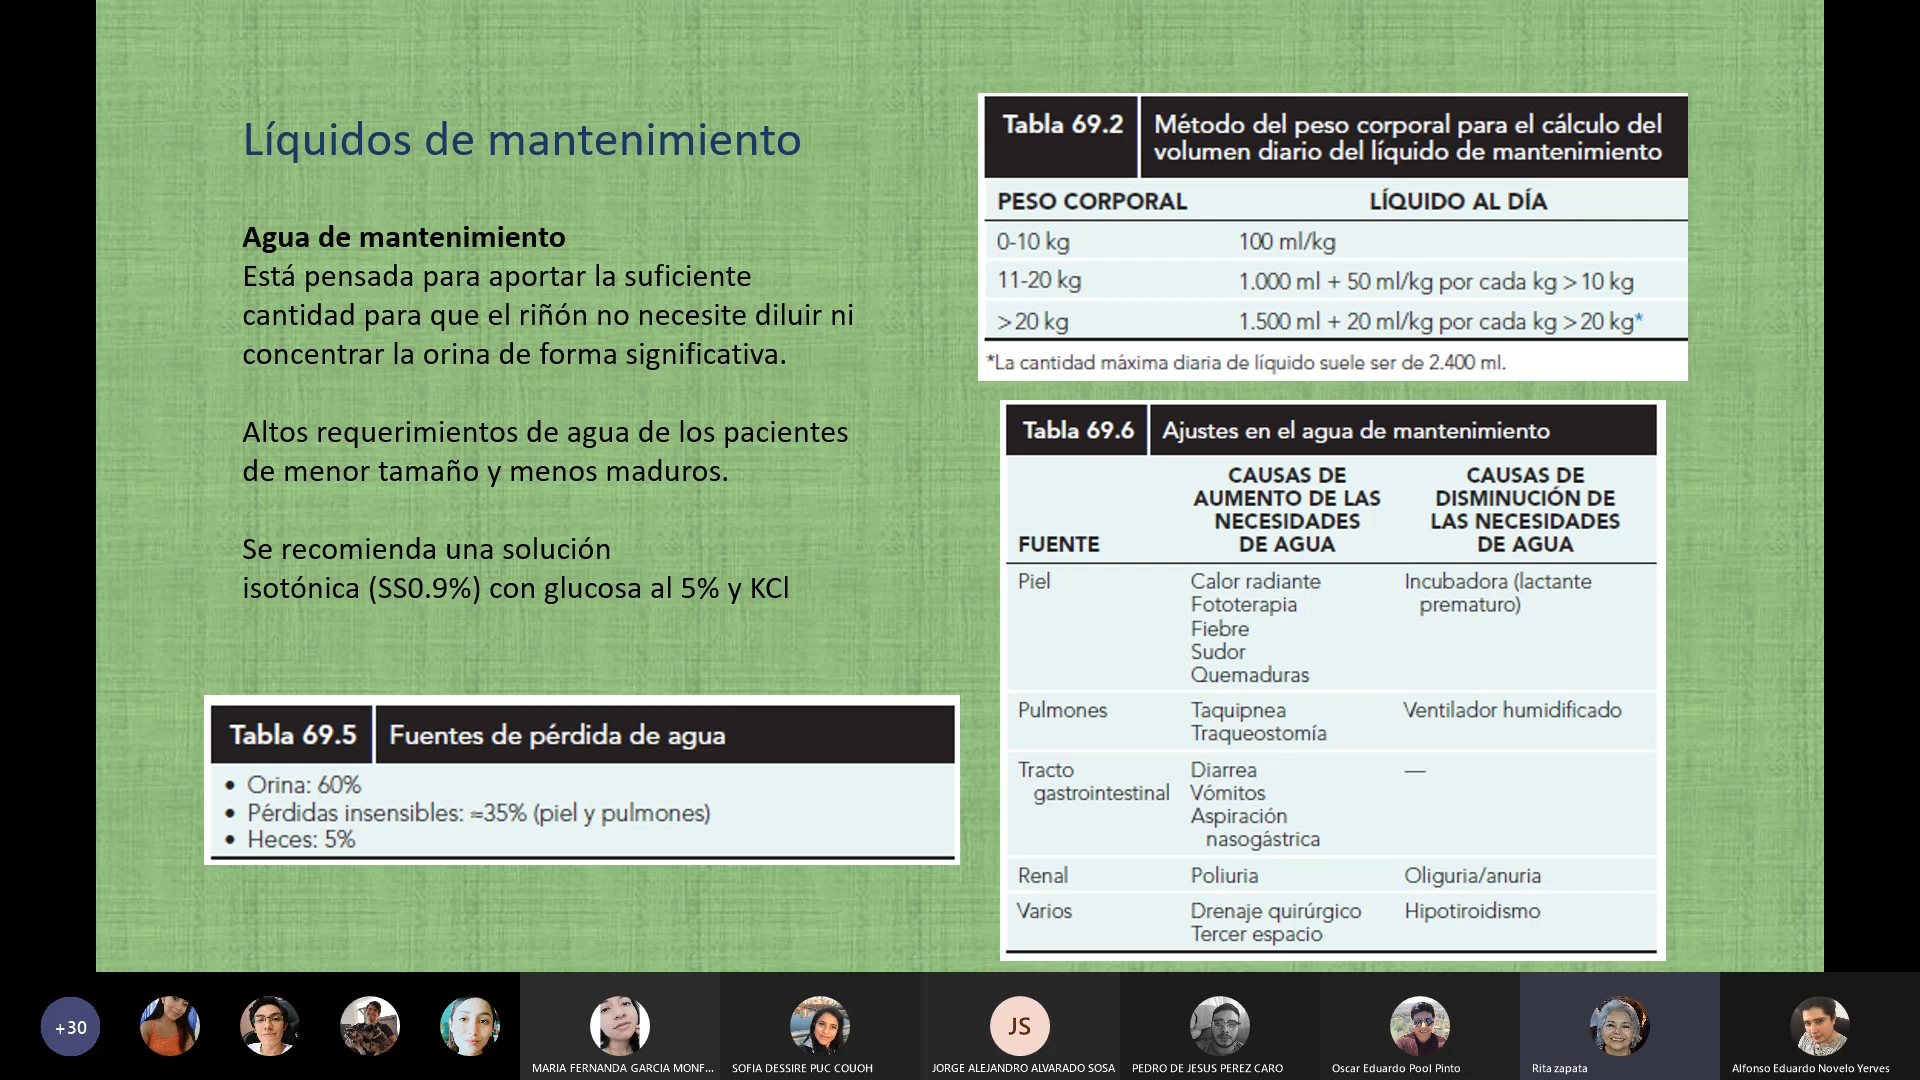 Líquidos de mantenimiento
Agua de mantenimiento
Está pensada para aportar la suficiente
cantidad para que el riñón no necesite diluir ni
concentrar la orina de forma significativa.
Altos requerimientos de agua de los pacientes
de menor tamaño y menos maduros.
Se recomienda una solución
isotónica (SS0.9%) con glucosa al 5% y KCl
Tabla 69.5 Fuentes de pérdida de agua
• Orina: 60%
• Pérdidas insensibles: ≈35% (piel y pulmones)
• Heces: 5%
Tabla 69.2 Método del peso corporal para el cálculo del
volumen diario del líquido de mantenimiento
PESO CORPORAL LÍQUIDO AL DÍA
0-10 kg 100 ml/kg
11-20 kg 1.000 ml + 50 ml/kg por cada kg >10 kg
>20 kg 1.500 ml + 20 ml/kg por cada kg >20 kg*
*La cantidad máxima diaria de líquido suele ser de 2.400 ml.
Tabla 69.6 Ajustes en el agua de mantenimiento
FUENTE
CAUSAS DE
AUMENTO DE LAS
NECESIDADES
DE AGUA
CAUSAS DE
DISMINUCIÓN DE
LAS NECESIDADES
DE AGUA
Piel Calor radiante Incubadora (lactante
Fototerapia prematuro)
Fiebre
Sudor
Quemaduras
Pulmones Taquipnea Ventilador humidificado
Traqueostomía
Tracto Diarrea —
gastrointestinal Vómitos
Aspiración
nasogástrica
Renal Poliuria Oliguria/anuria
Varios Drenaje quirúrgico Hipotiroidismo
Tercer espacio
+30
JS
MARIA FERNANDA GARCIA MONF...
SOFIA DESSIRE PUC COUOH
JORGE ALEJANDRO ALVARADO SOSA
PEDRO DE JESUS PEREZ CARO
Oscar Eduardo Pool Pinto
Rita zapata
Alfonso Eduardo Novelo Yerves